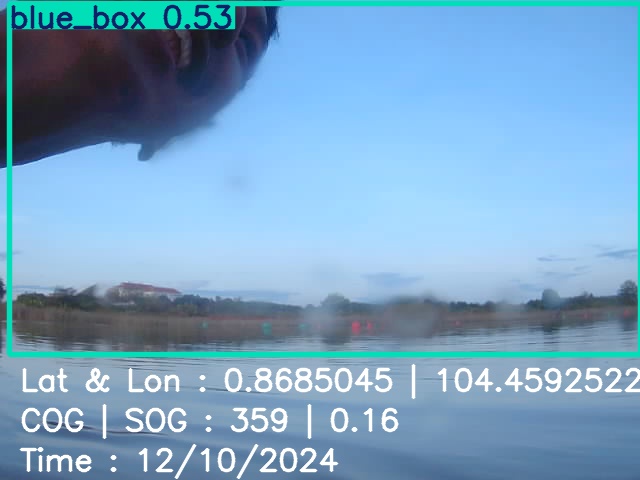 blue_box 0.53
Lat & Lon : 0.8685045 | 104.4592522
COG | SOG : 359 | 0.16
Time : 12/10/2024